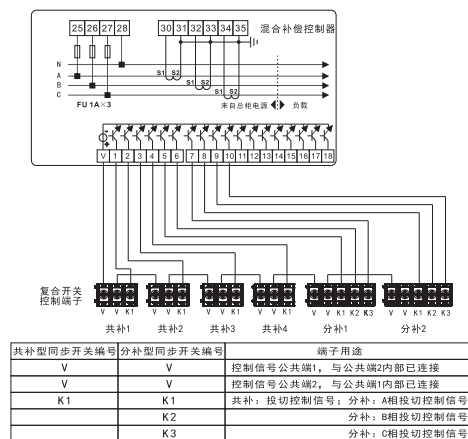 25 26 27 28 30 31 32 33 34 35 混合补偿控制器
N
A S1 S2
B S1 S2
C S1 S2
FU 1A×3 来自总柜电源 负载
V 1 2 3 4 5 6 7 8 9 10 11 12 13 14 15 16 17 18
复合开关
控制端子
V V K1 V V K1 V V K1 V V K1 V V K1 K2 K3 V V K1 K2 K3
共补1 共补2 共补3 共补4 分补1 分补2
共补型同步开关编号 分补型同步开关编号 端子用途
V V 控制信号公共端1，与公共端2内部已连接
V V 控制信号公共端2，与公共端1内部已连接
K1 K1 共补：投切控制信号；分补：A相投切控制信号
K2 分补：B相投切控制信号
K3 分补：C相投切控制信号